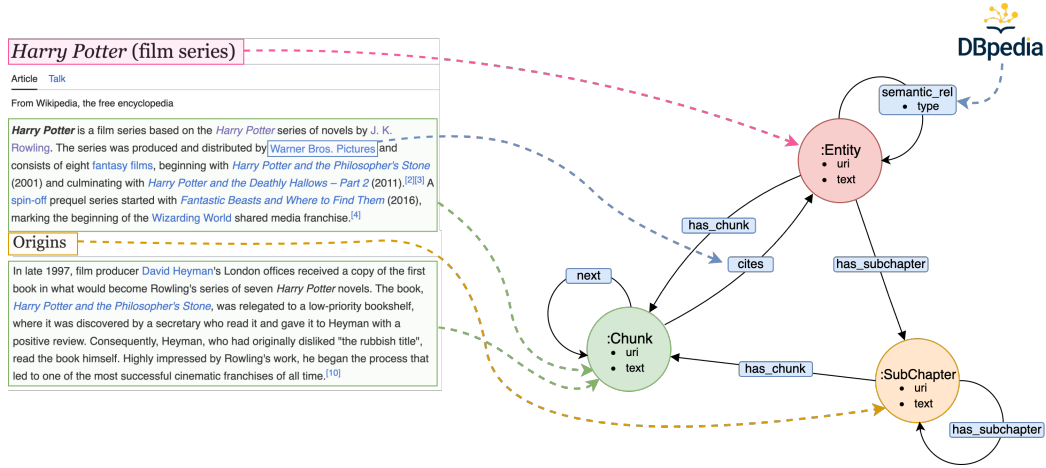 Harry Potter (film series)
Article Talk
From Wikipedia, the free encyclopedia
Harry Potter is a film series based on the Harry Potter series of novels by J. K.
Rowling. The series was produced and distributed by Warner Bros. Pictures and
consists of eight fantasy films, beginning with Harry Potter and the Philosopher's Stone
(2001) and culminating with Harry Potter and the Deathly Hallows – Part 2 (2011).[2][3] A
spin-off prequel series started with Fantastic Beasts and Where to Find Them (2016),
marking the beginning of the Wizarding World shared media franchise.[4]
Origins
In late 1997, film producer David Heyman's London offices received a copy of the first
book in what would become Rowling's series of seven Harry Potter novels. The book,
Harry Potter and the Philosopher's Stone, was relegated to a low-priority bookshelf,
where it was discovered by a secretary who read it and gave it to Heyman with a
positive review. Consequently, Heyman, who had originally disliked "the rubbish title",
read the book himself. Highly impressed by Rowling's work, he began the process that
led to one of the most successful cinematic franchises of all time.[10]
DBpedia
semantic_rel
• type
:Entity
• uri
• text
has_chunk
cites
has_subchapter
next
:Chunk
• uri
• text
has_chunk
:SubChapter
• uri
• text
has_subchapter